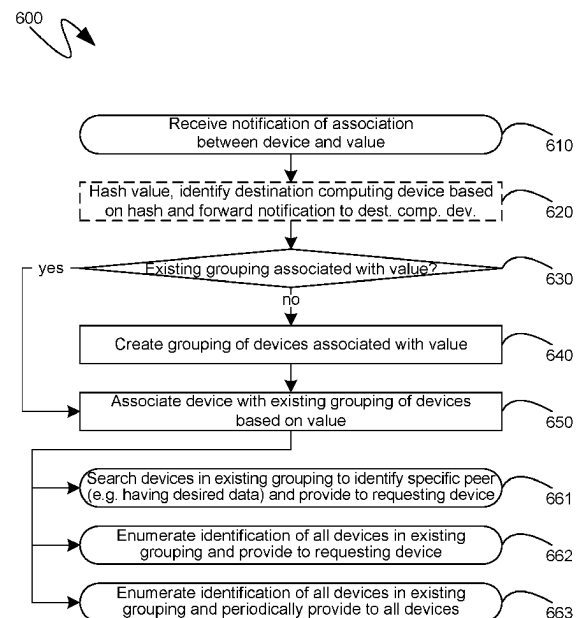 600
Receive notification of association
between device and value
610
Hash value, identify destination computing device based
on hash and forward notification to dest. comp. dev.
620
yes
Existing grouping associated with value?
630
no
Create grouping of devices associated with value
640
Associate device with existing grouping of devices
based on value
650
Search devices in existing grouping to identify specific peer
(e.g. having desired data) and provide to requesting device
661
Enumerate identification of all devices in existing
grouping and provide to requesting device
662
Enumerate identification of all devices in existing
grouping and periodically provide to all devices
663